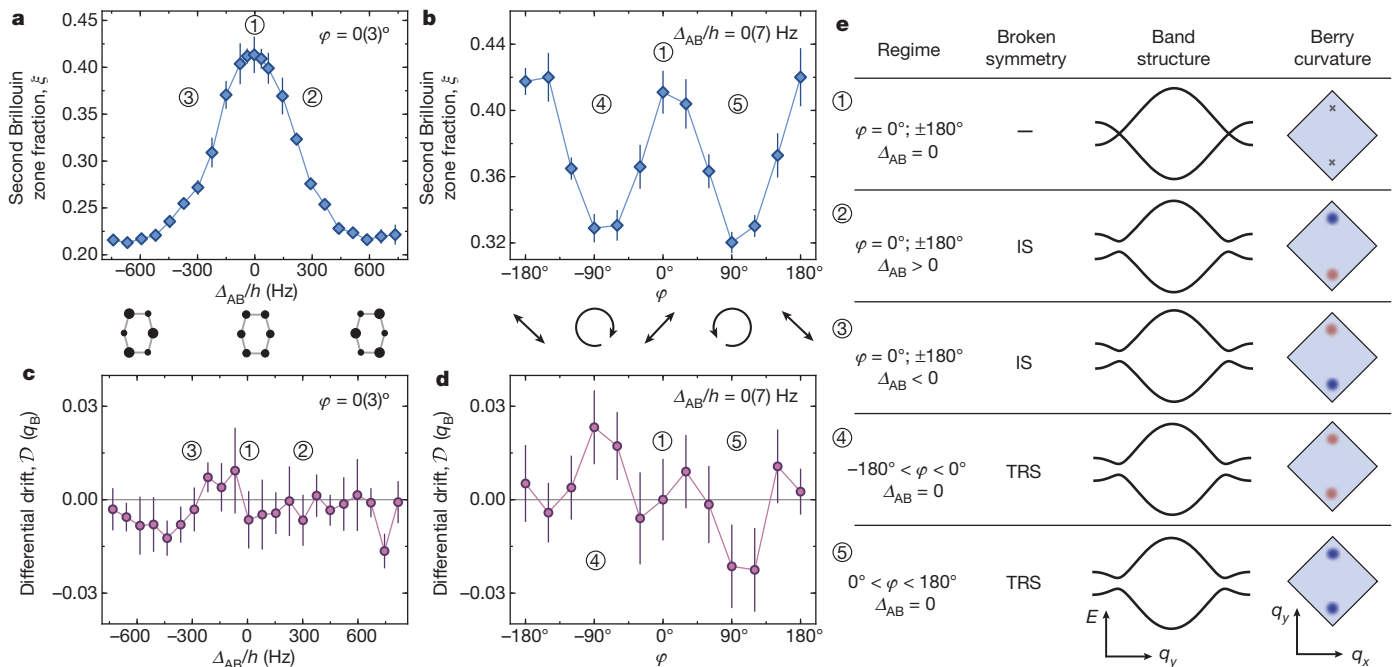 a
①
φ = 0(3)°
0.45
0.40
0.35
0.30
0.25
0.20
③
②
Second Brillouin
zone fraction, ξ
−600
−300
0
300
600
Δ_AB/h (Hz)
b
Δ_AB/h = 0(7) Hz
①
0.44
0.40
0.36
0.32
④
⑤
Second Brillouin
zone fraction, ξ
−180°
−90°
0°
90°
180°
φ
c
φ = 0(3)°
0.03
0.00
−0.03
③
①
②
Differential drift, 𝒟 (q_B)
−600
−300
0
300
600
Δ_AB/h (Hz)
d
Δ_AB/h = 0(7) Hz
0.03
0.00
−0.03
①
⑤
④
Differential drift, 𝒟 (q_B)
−180°
−90°
0°
90°
180°
φ
e
Regime
Broken
symmetry
Band
structure
Berry
curvature
①
φ = 0°; ±180°
Δ_AB = 0
–
②
φ = 0°; ±180°
Δ_AB > 0
IS
③
φ = 0°; ±180°
Δ_AB < 0
IS
④
−180° < φ < 0°
Δ_AB = 0
TRS
⑤
0° < φ < 180°
Δ_AB = 0
TRS
E
q_y
q_y
q_x